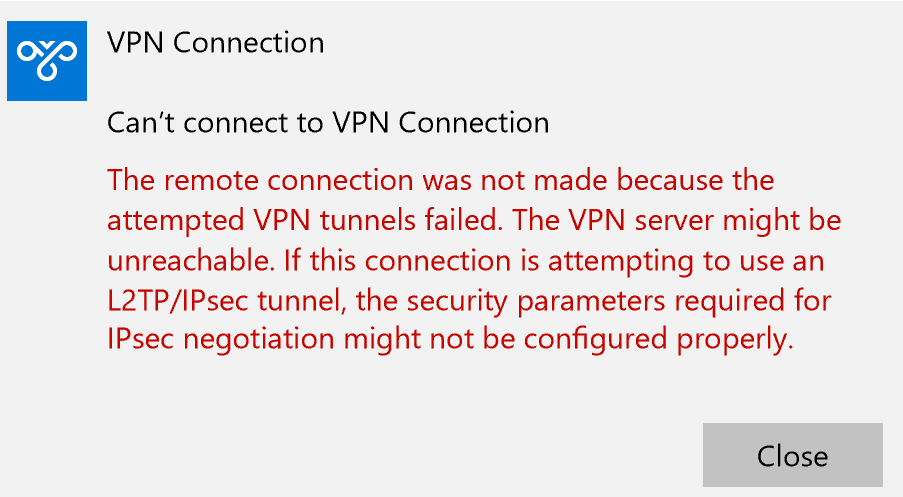 VPN Connection
Can't connect to VPN Connection
The remote connection was not made because the
attempted VPN tunnels failed. The VPN server might be
unreachable. If this connection is attempting to use an
L2TP/IPsec tunnel, the security parameters required for
IPsec negotiation might not be configured properly.
Close